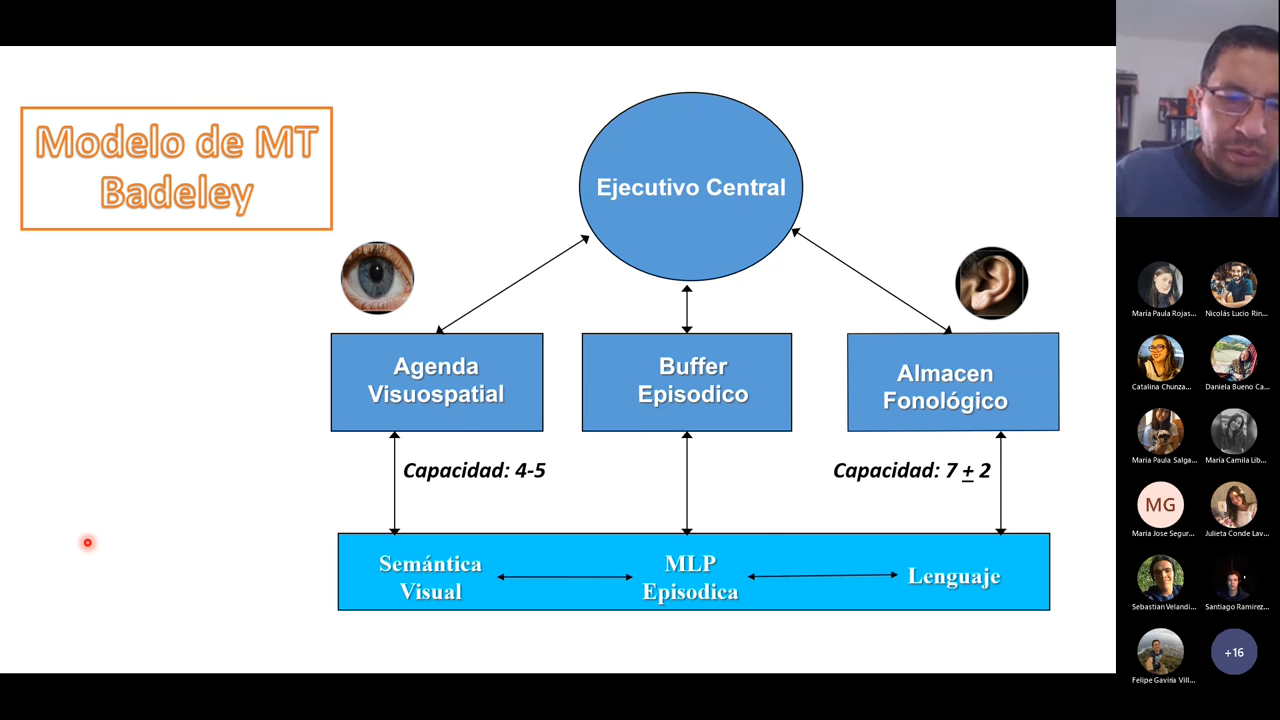 Modelo de MT
Badeley
Ejecutivo Central
Agenda
Visuospatial
Buffer
Episodico
Almacen
Fonológico
Capacidad: 4-5
Capacidad: 7 ± 2
Semántica
Visual
MLP
Episodica
Lenguaje
María Paula Rojas...
Nicolás Lucio Rin...
Catalina Chunza...
Daniela Bueno Ca...
María Paula Salga...
María Camila Lib...
MG
Maria Jose Segur...
Julieta Conde Lav...
Sebastian Velandi...
Santiago Ramirez...
Felipe Gaviria Vill...
+16